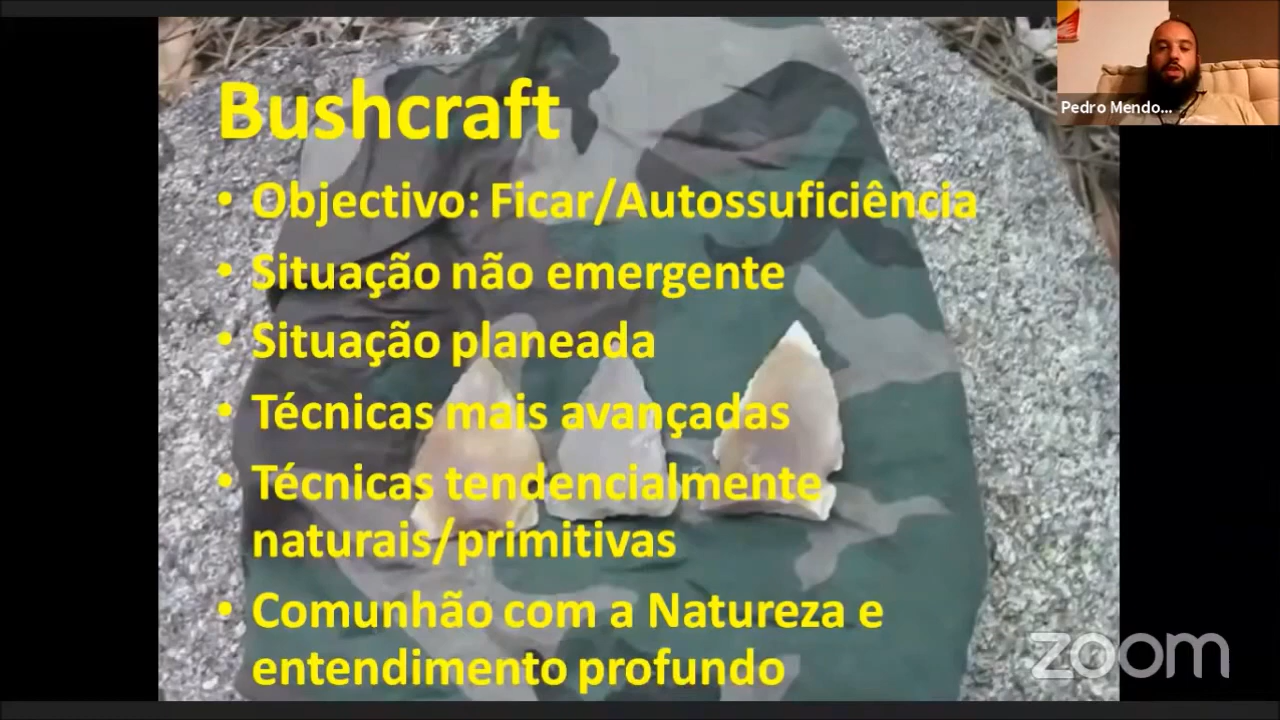 Bushcraft
• Objectivo: Ficar/Autossuficiência
• Situação não emergente
• Situação planeada
• Técnicas mais avançadas
• Técnicas tendencialmente
naturais/primitivas
• Comunhão com a Natureza e
entendimento profundo
Pedro Mendo...
zoom